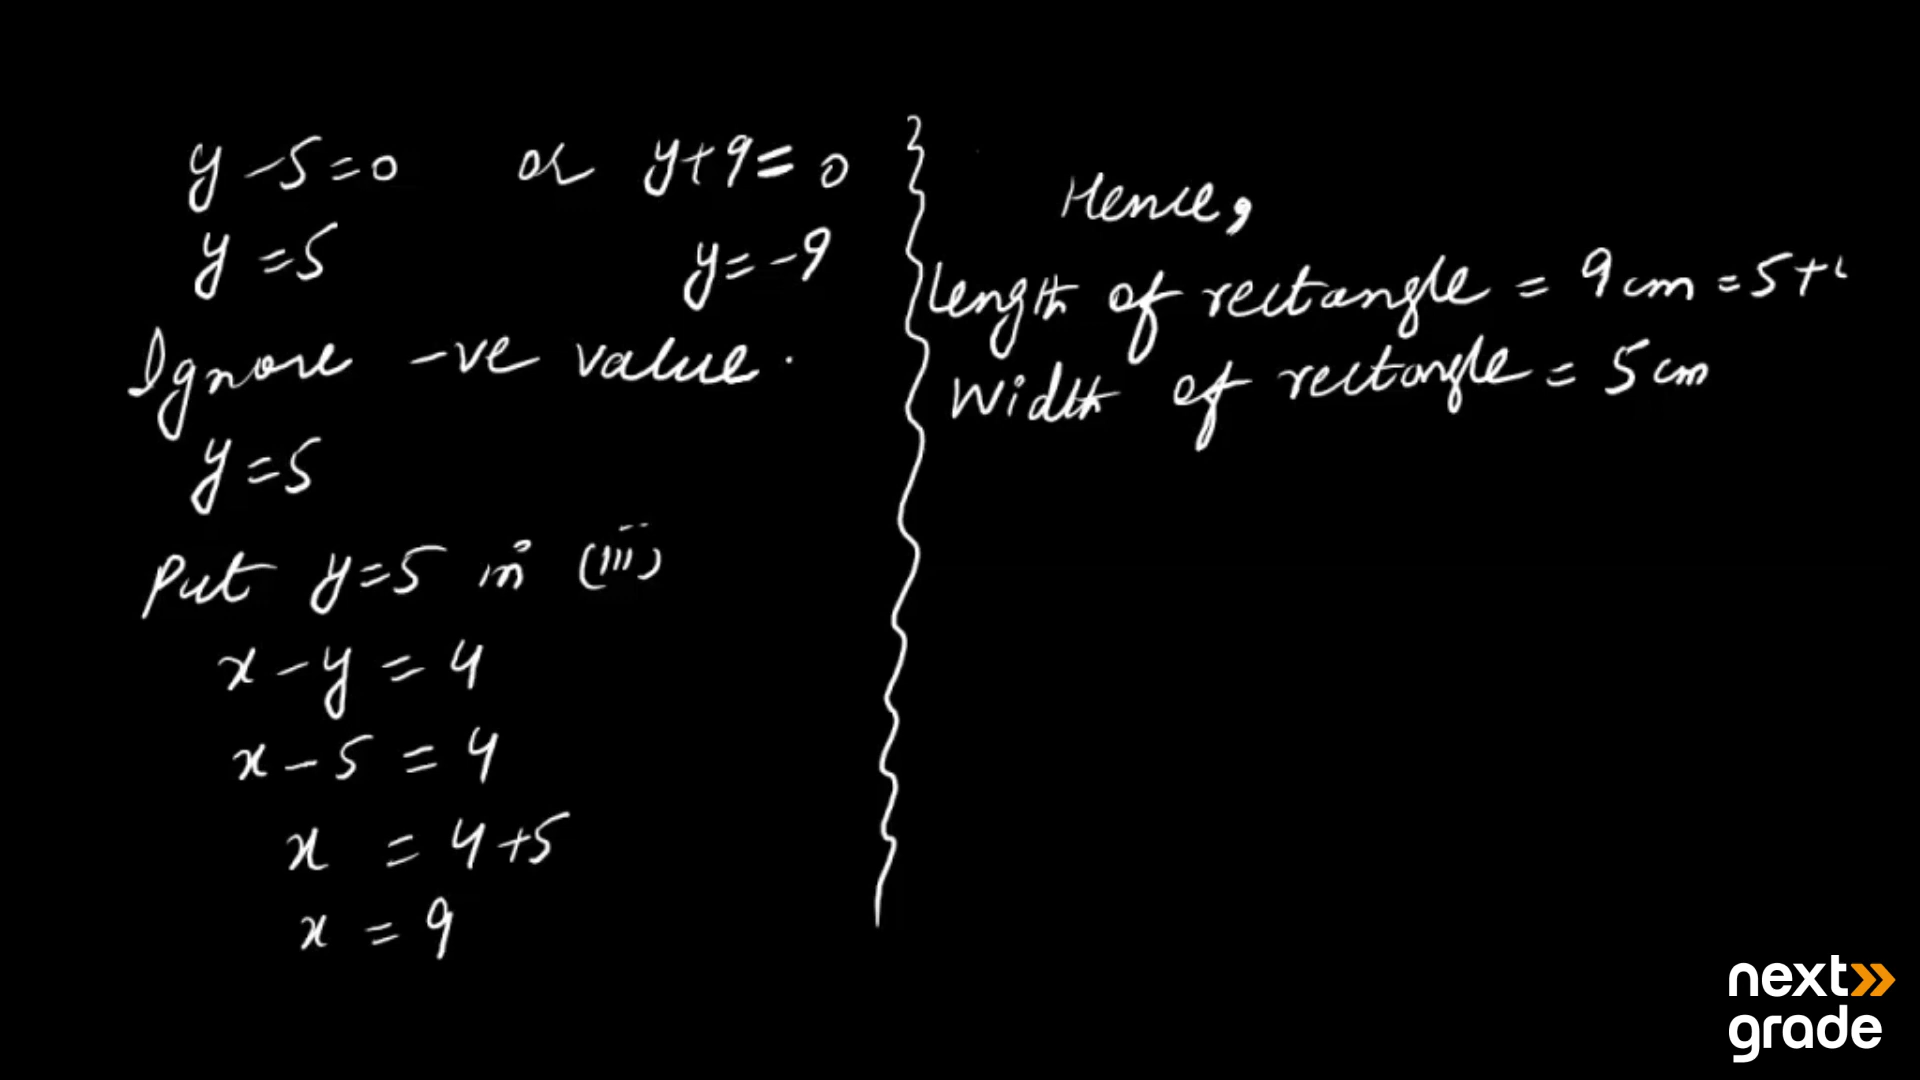 y - 5 = 0 or y + 9 = 0
y = 5 y = -9
Ignore -ve value.
y = 5
Put y = 5 in (iii)
x - y = 4
x - 5 = 4
x = 4 + 5
x = 9
Hence,
Length of rectangle = 9 cm = 5 +
Width of rectangle = 5 cm
next
grade